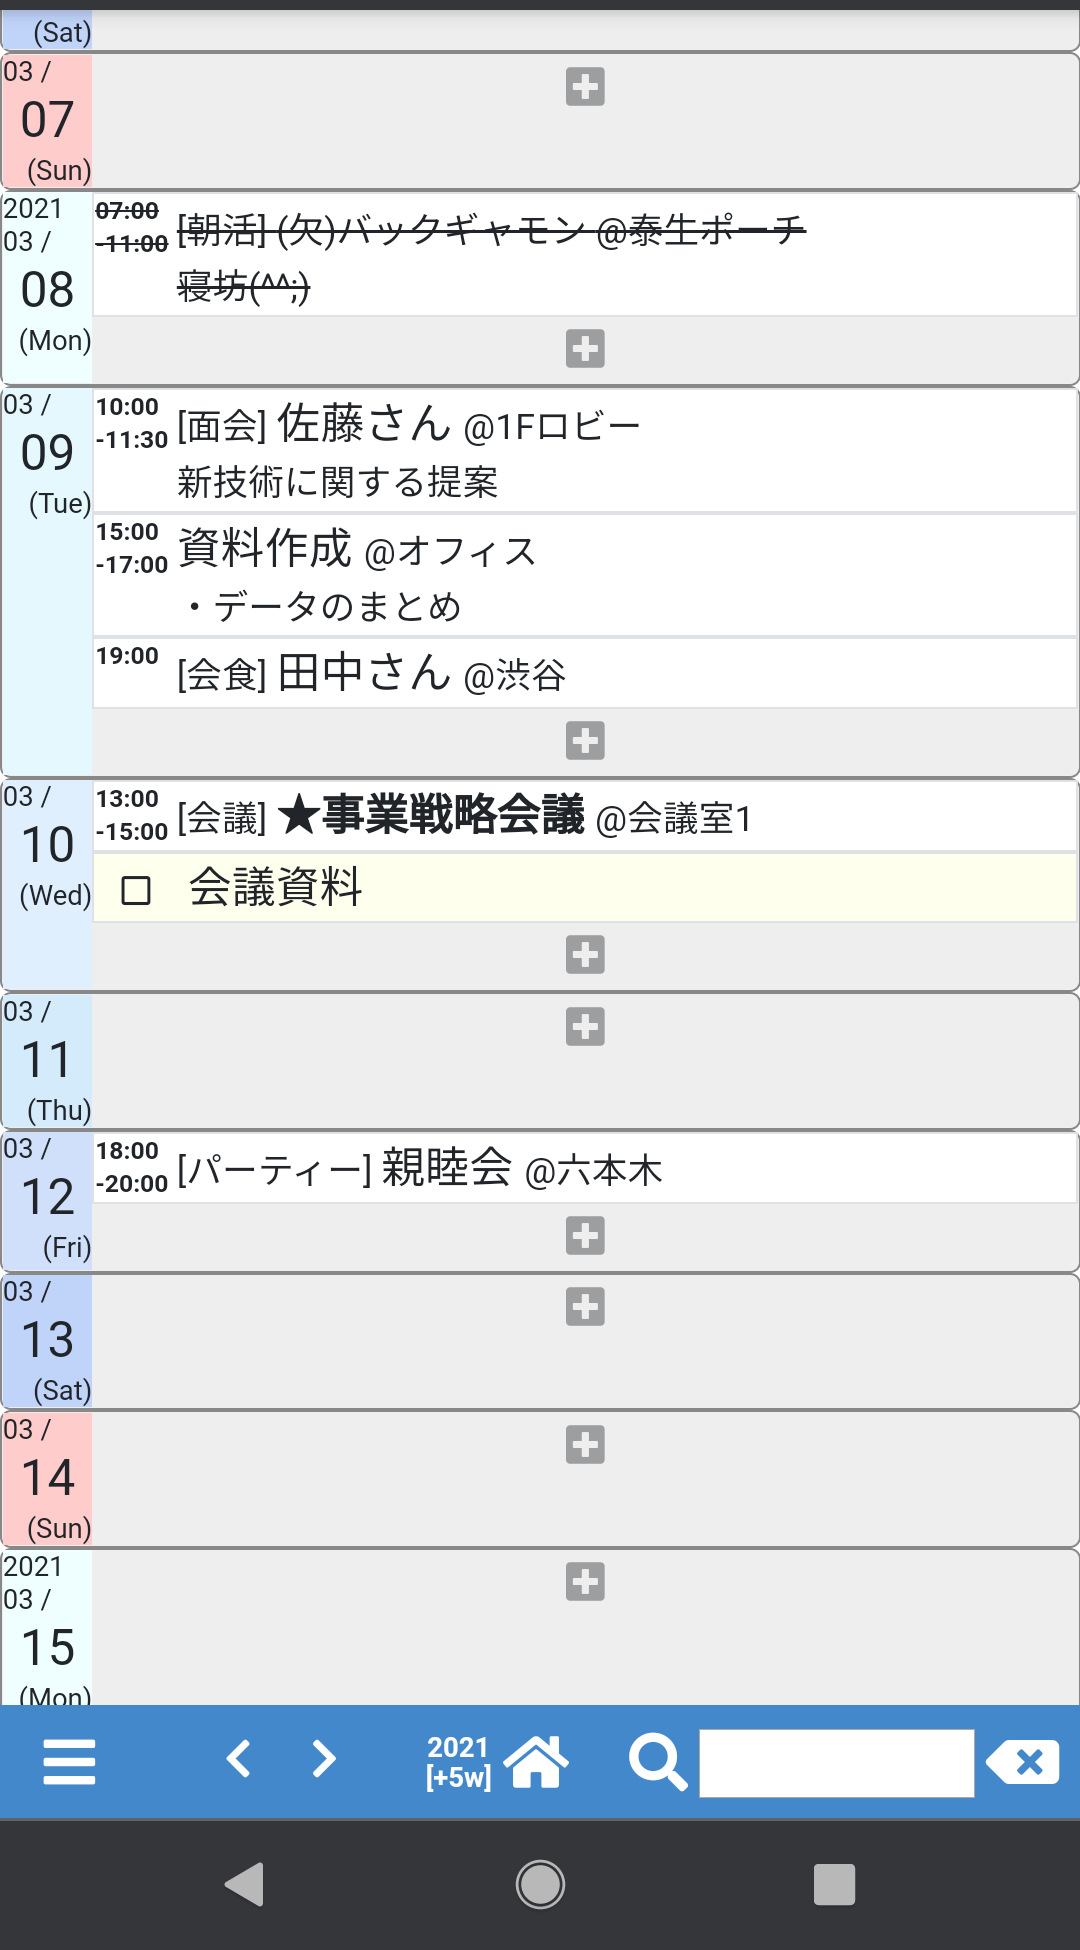 (Sat)
03 /
07
(Sun)
2021
03 /
08
(Mon)
07:00
-11:00
[朝活] (欠)バックギャモン @泰生ポーチ
寝坊(^^;)
03 /
09
(Tue)
10:00
-11:30
[面会] 佐藤さん @1Fロビー
新技術に関する提案
15:00
-17:00
資料作成 @オフィス
・データのまとめ
19:00
[会食] 田中さん @渋谷
03 /
10
(Wed)
13:00
-15:00
[会議] ★事業戦略会議 @会議室1
会議資料
03 /
11
(Thu)
03 /
12
(Fri)
18:00
-20:00
[パーティー] 親睦会 @六本木
03 /
13
(Sat)
03 /
14
(Sun)
2021
03 /
15
(Mon)
2021
[+5w]